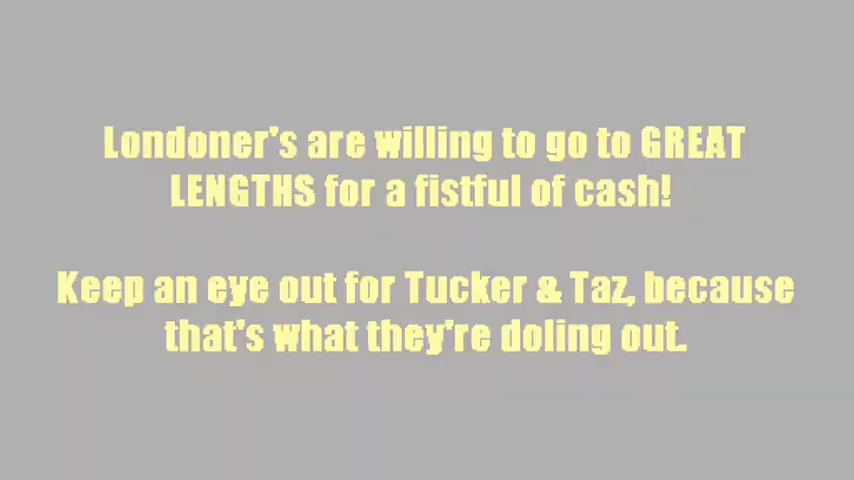 Londoner's are willing to go to GREAT
LENGTHS for a fistful of cash!
Keep an eye out for Tucker & Taz, because
that's what they're doling out.